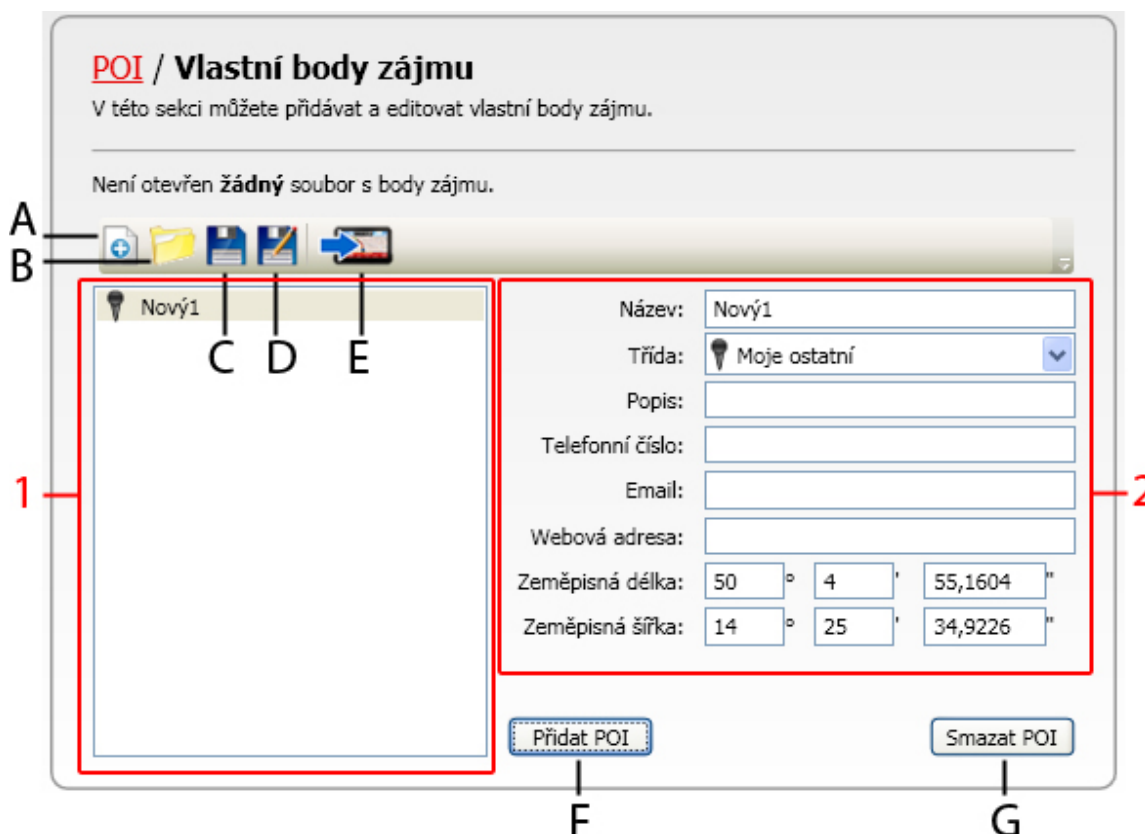 POI / Vlastní body zájmu
V této sekci můžete přidávat a editovat vlastní body zájmu.
Není otevřen žádný soubor s body zájmu.
A
B
C D E
Nový1
Název: Nový1
Třída: Moje ostatní
Popis:
Telefonní číslo:
Email:
1
2
Webová adresa:
Zeměpisná délka: 50 ° 4 ' 55,1604 "
Zeměpisná šířka: 14 ° 25 ' 34,9226 "
Přidat POI Smazat POI
F G